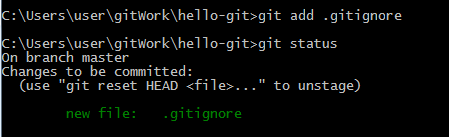 C:\Users\user\gitWork\hello-git>git add .gitignore
C:\Users\user\gitWork\hello-git>git status
On branch master
Changes to be committed:
  (use "git reset HEAD <file>..." to unstage)
        new file:   .gitignore